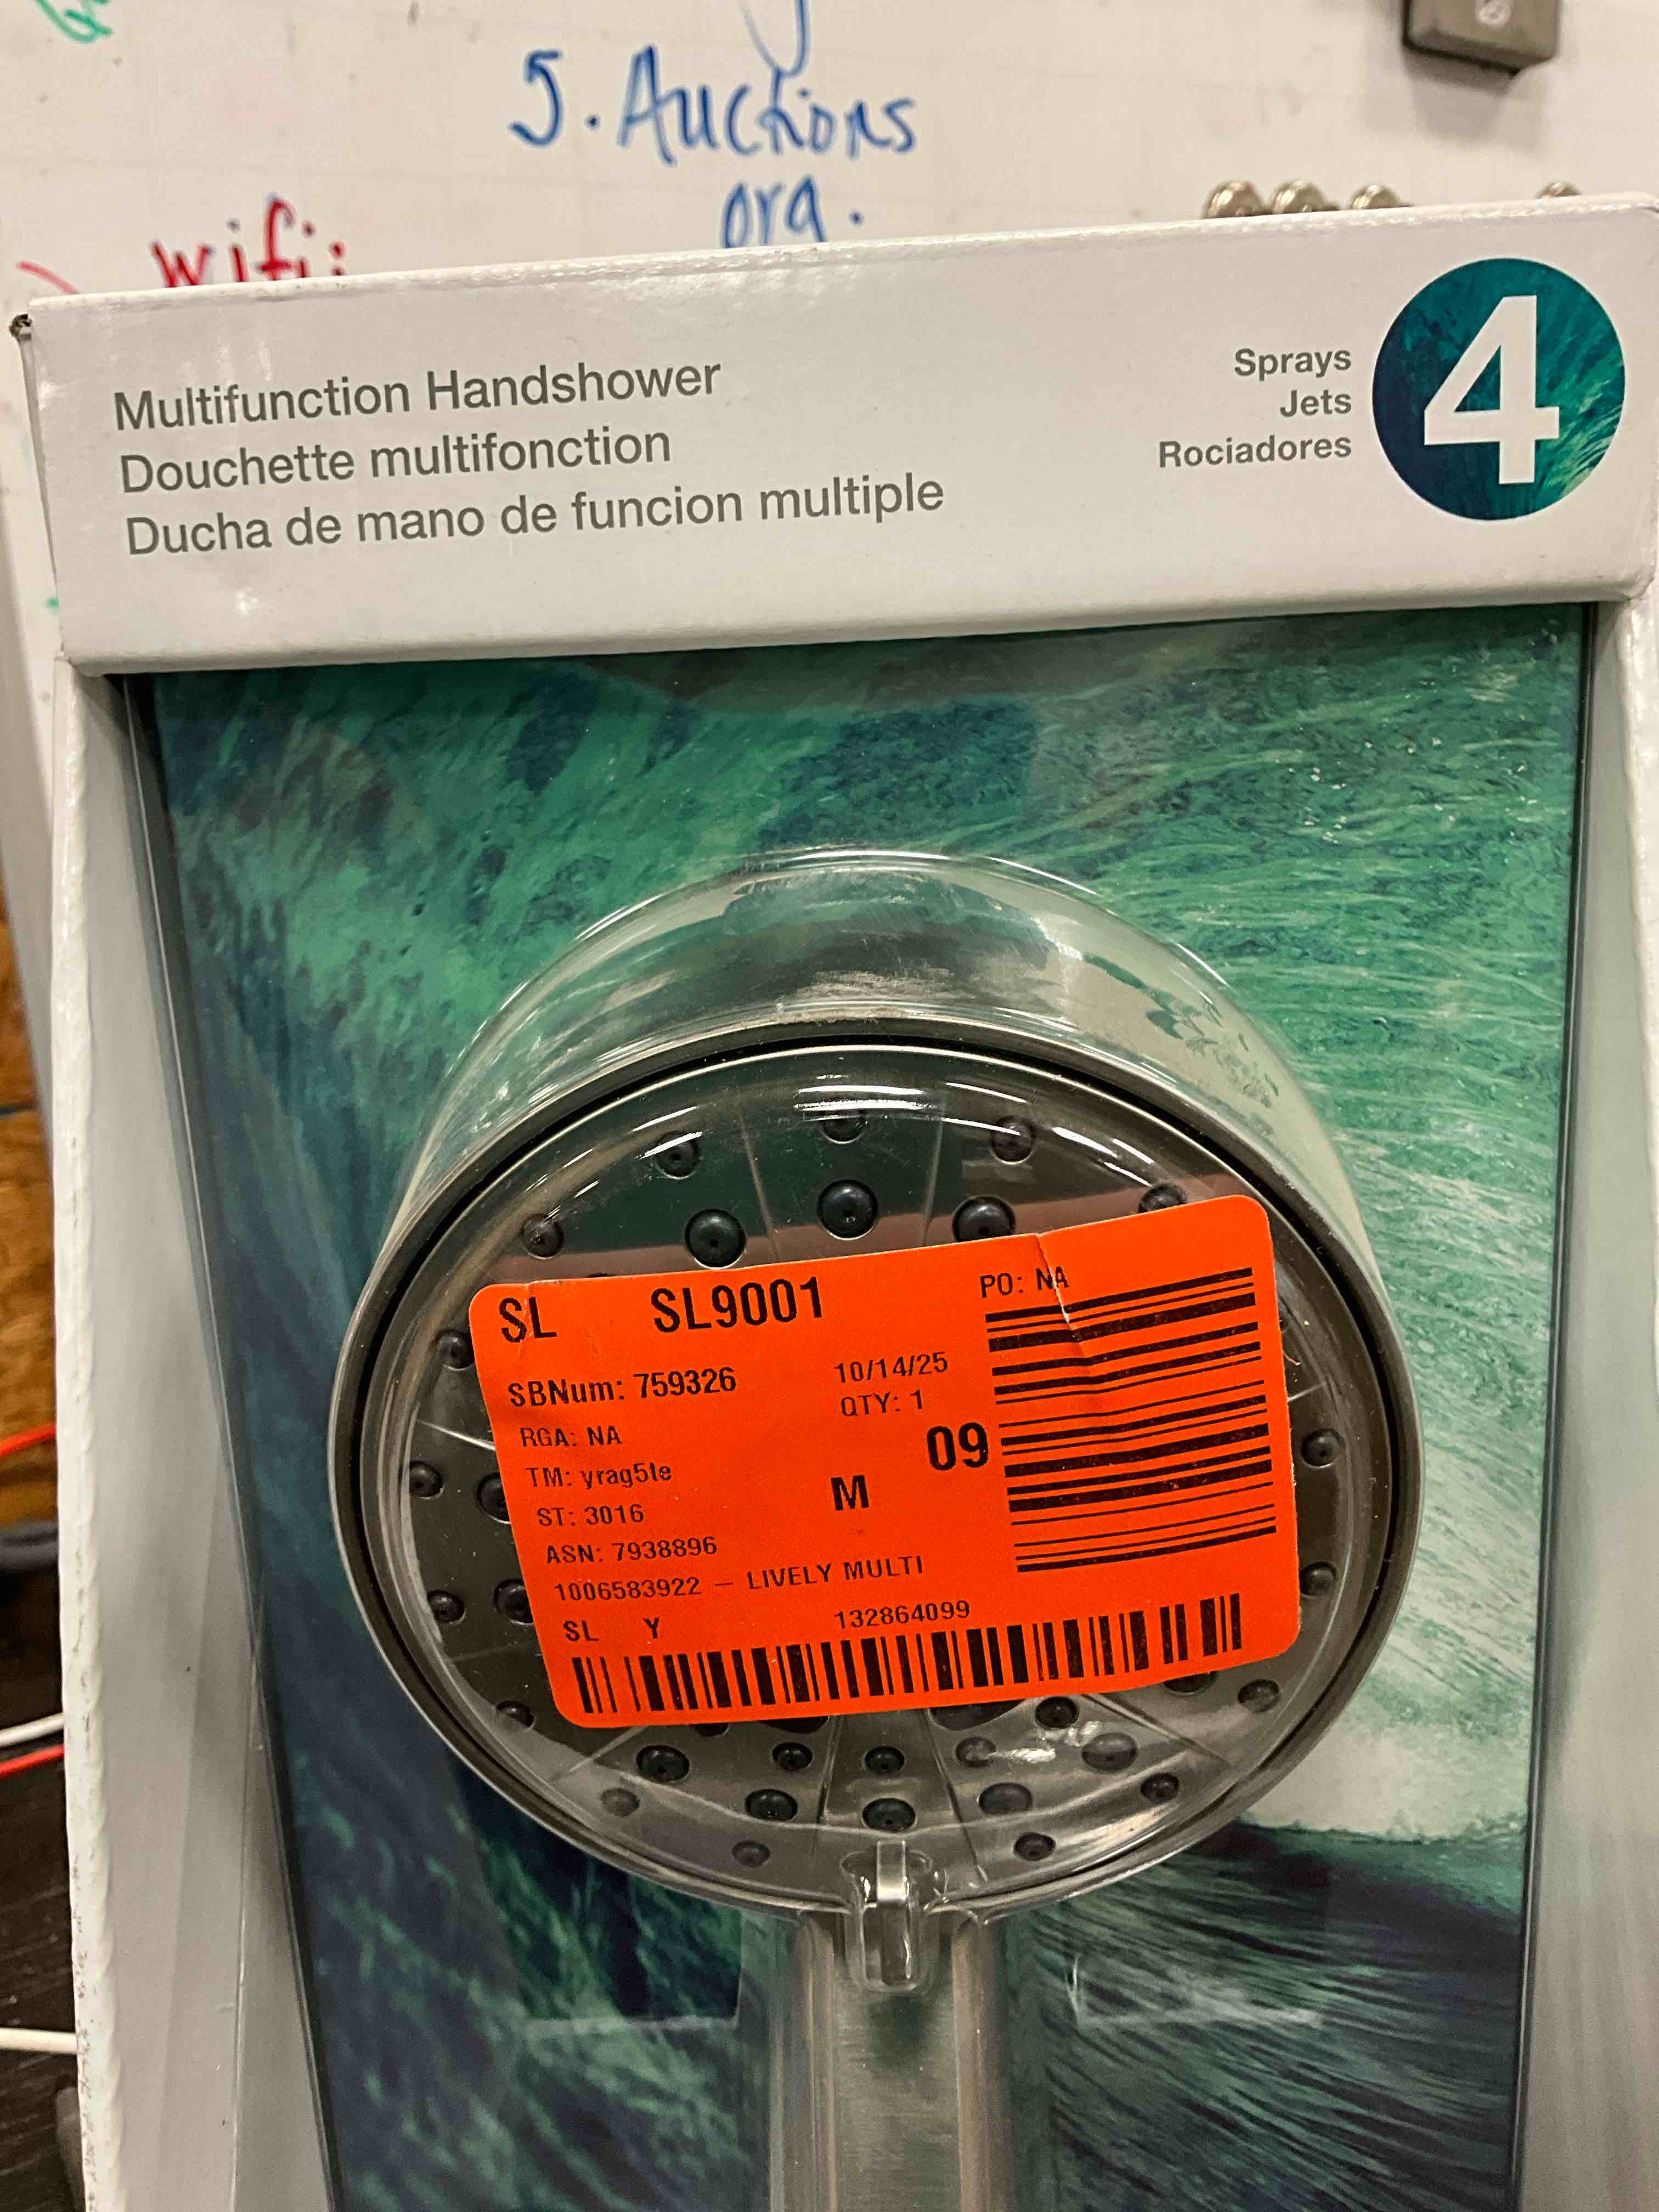 5. Auctions
org.
wifi:
Multifunction Handshower
Douchette multifonction
Ducha de mano de funcion multiple
Sprays
Jets
Rociadores
4
SL SL9001 PO: NA
SBNum: 759326 10/14/25
RGA: NA QTY: 1
TM: yrag5te 09
ST: 3016 M
ASN: 7938896
1006583922 – LIVELY MULTI
SL Y 132864099